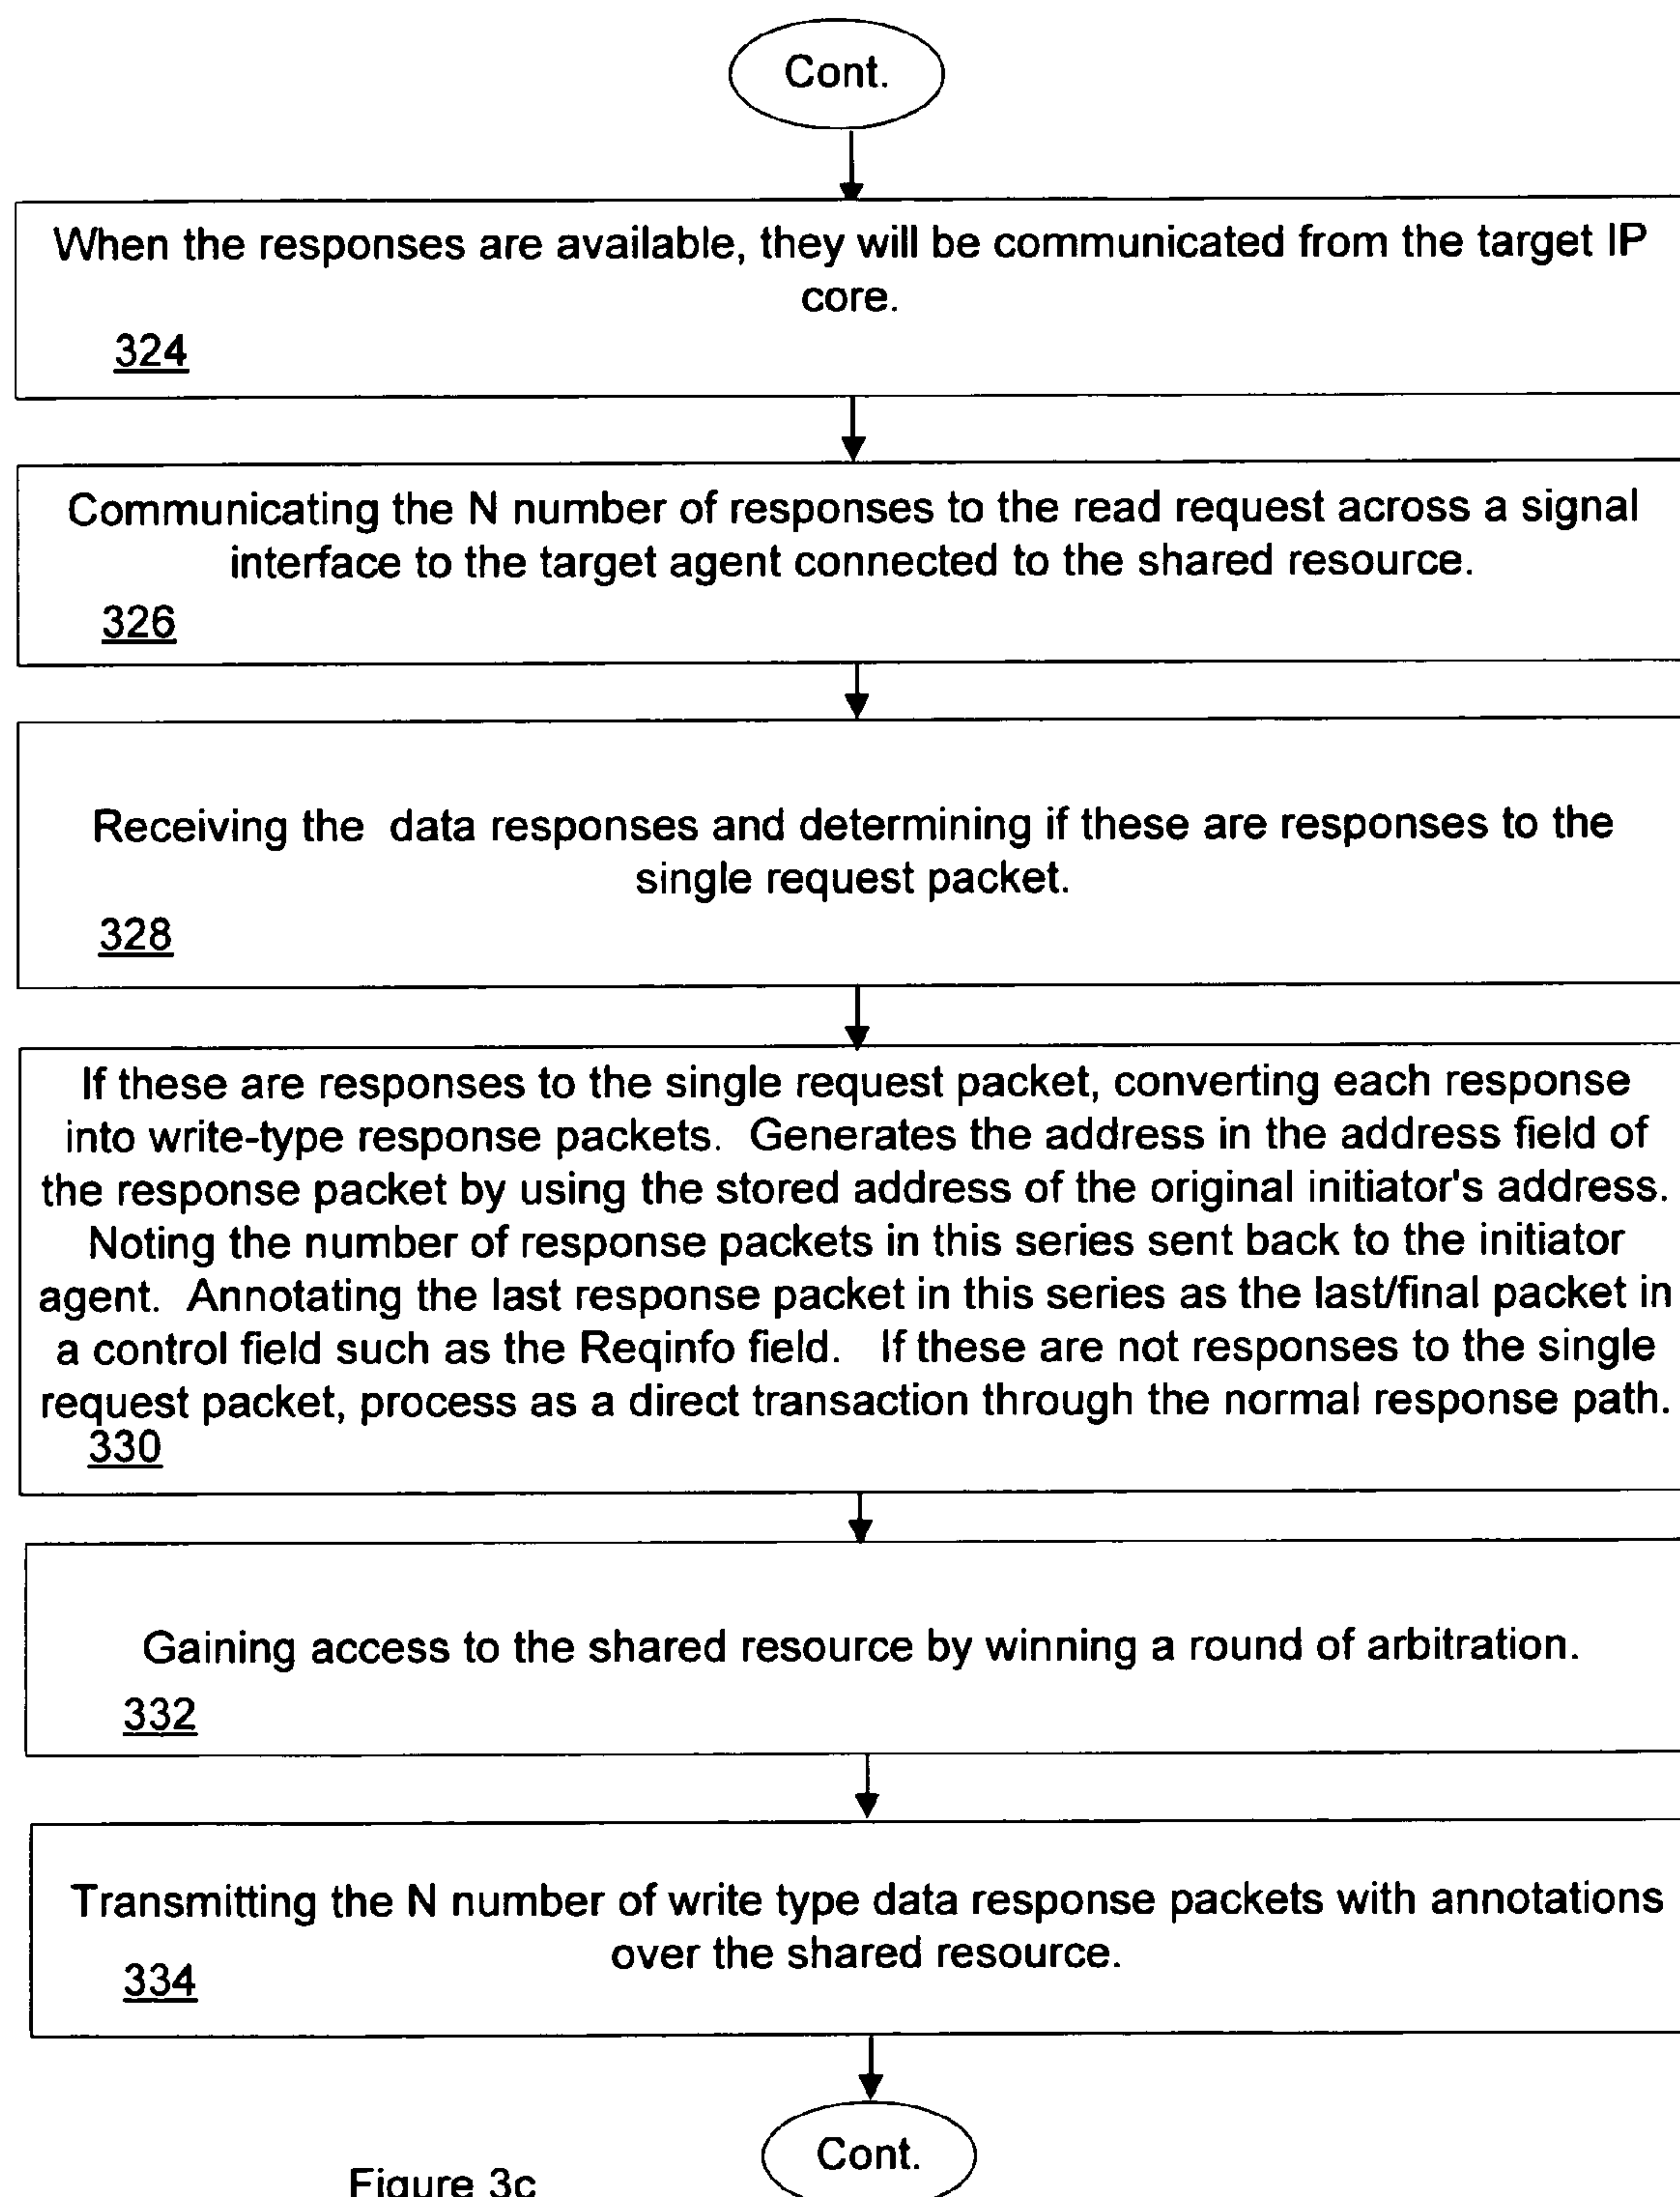 Cont.
When the responses are available, they will be communicated from the target IP
core.
324
Communicating the N number of responses to the read request across a signal
interface to the target agent connected to the shared resource.
326
Receiving the  data responses and determining if these are responses to the
single request packet.
328
If these are responses to the single request packet, converting each response
into write-type response packets.  Generates the address in the address field of
the response packet by using the stored address of the original initiator's address.
Noting the number of response packets in this series sent back to the initiator
agent.  Annotating the last response packet in this series as the last/final packet in
a control field such as the Reqinfo field.   If these are not responses to the single
request packet, process as a direct transaction through the normal response path.
330
Gaining access to the shared resource by winning a round of arbitration.
332
Transmitting the N number of write type data response packets with annotations
over the shared resource.
334
Cont.
Figure 3c